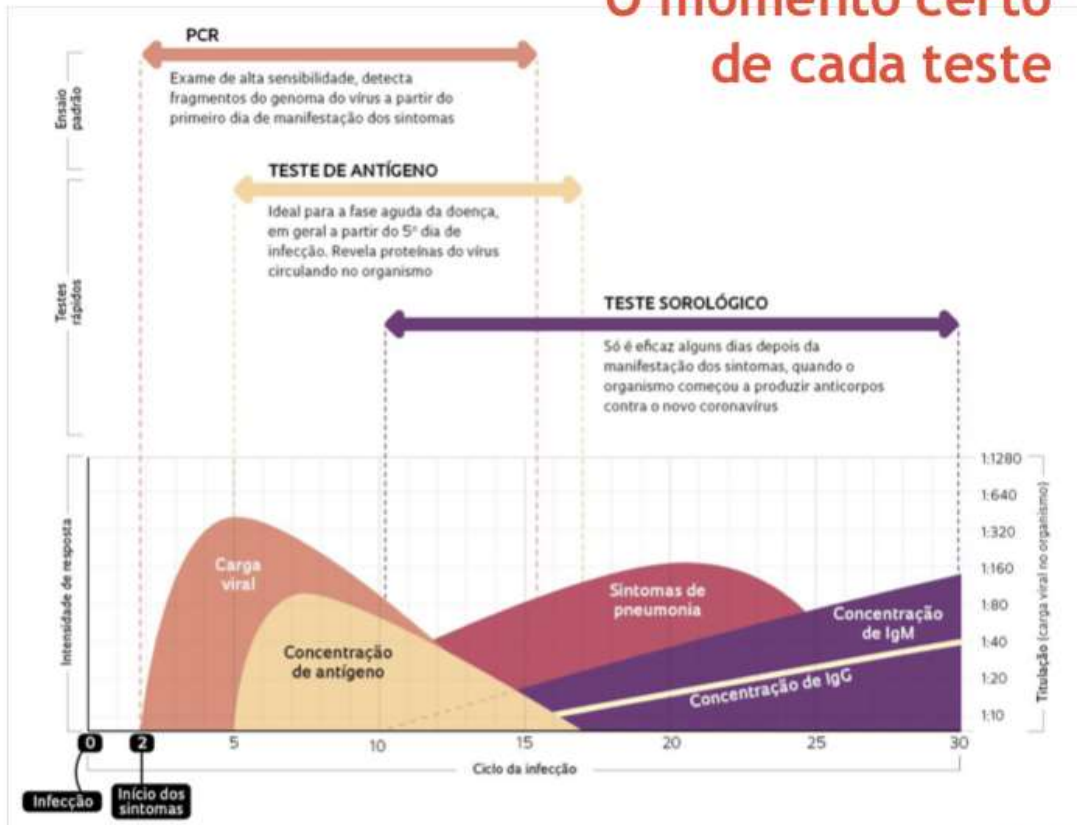 O momento certo
de cada teste
PCR
Exame de alta sensibilidade, detecta
fragmentos do genoma do vírus a partir do
primeiro dia de manifestação dos sintomas
Ensaio
padrão
TESTE DE ANTÍGENO
Ideal para a fase aguda da doença,
em geral a partir do 5º dia de
infecção. Revela proteínas do vírus
circulando no organismo
Testes
rápidos
TESTE SOROLÓGICO
Só é eficaz alguns dias depois da
manifestação dos sintomas, quando o
organismo começou a produzir anticorpos
contra o novo coronavírus
Intensidade de resposta
Carga
viral
Concentração
de antígeno
Sintomas de
pneumonia
Concentração
de IgM
Concentração de IgG
1:1280
1:640
1:320
1:160
1:80
1:40
1:20
1:10
Titulação (carga viral no organismo)
0
2
5
10
15
20
25
30
Ciclo da infecção
Infecção
Início dos
sintomas